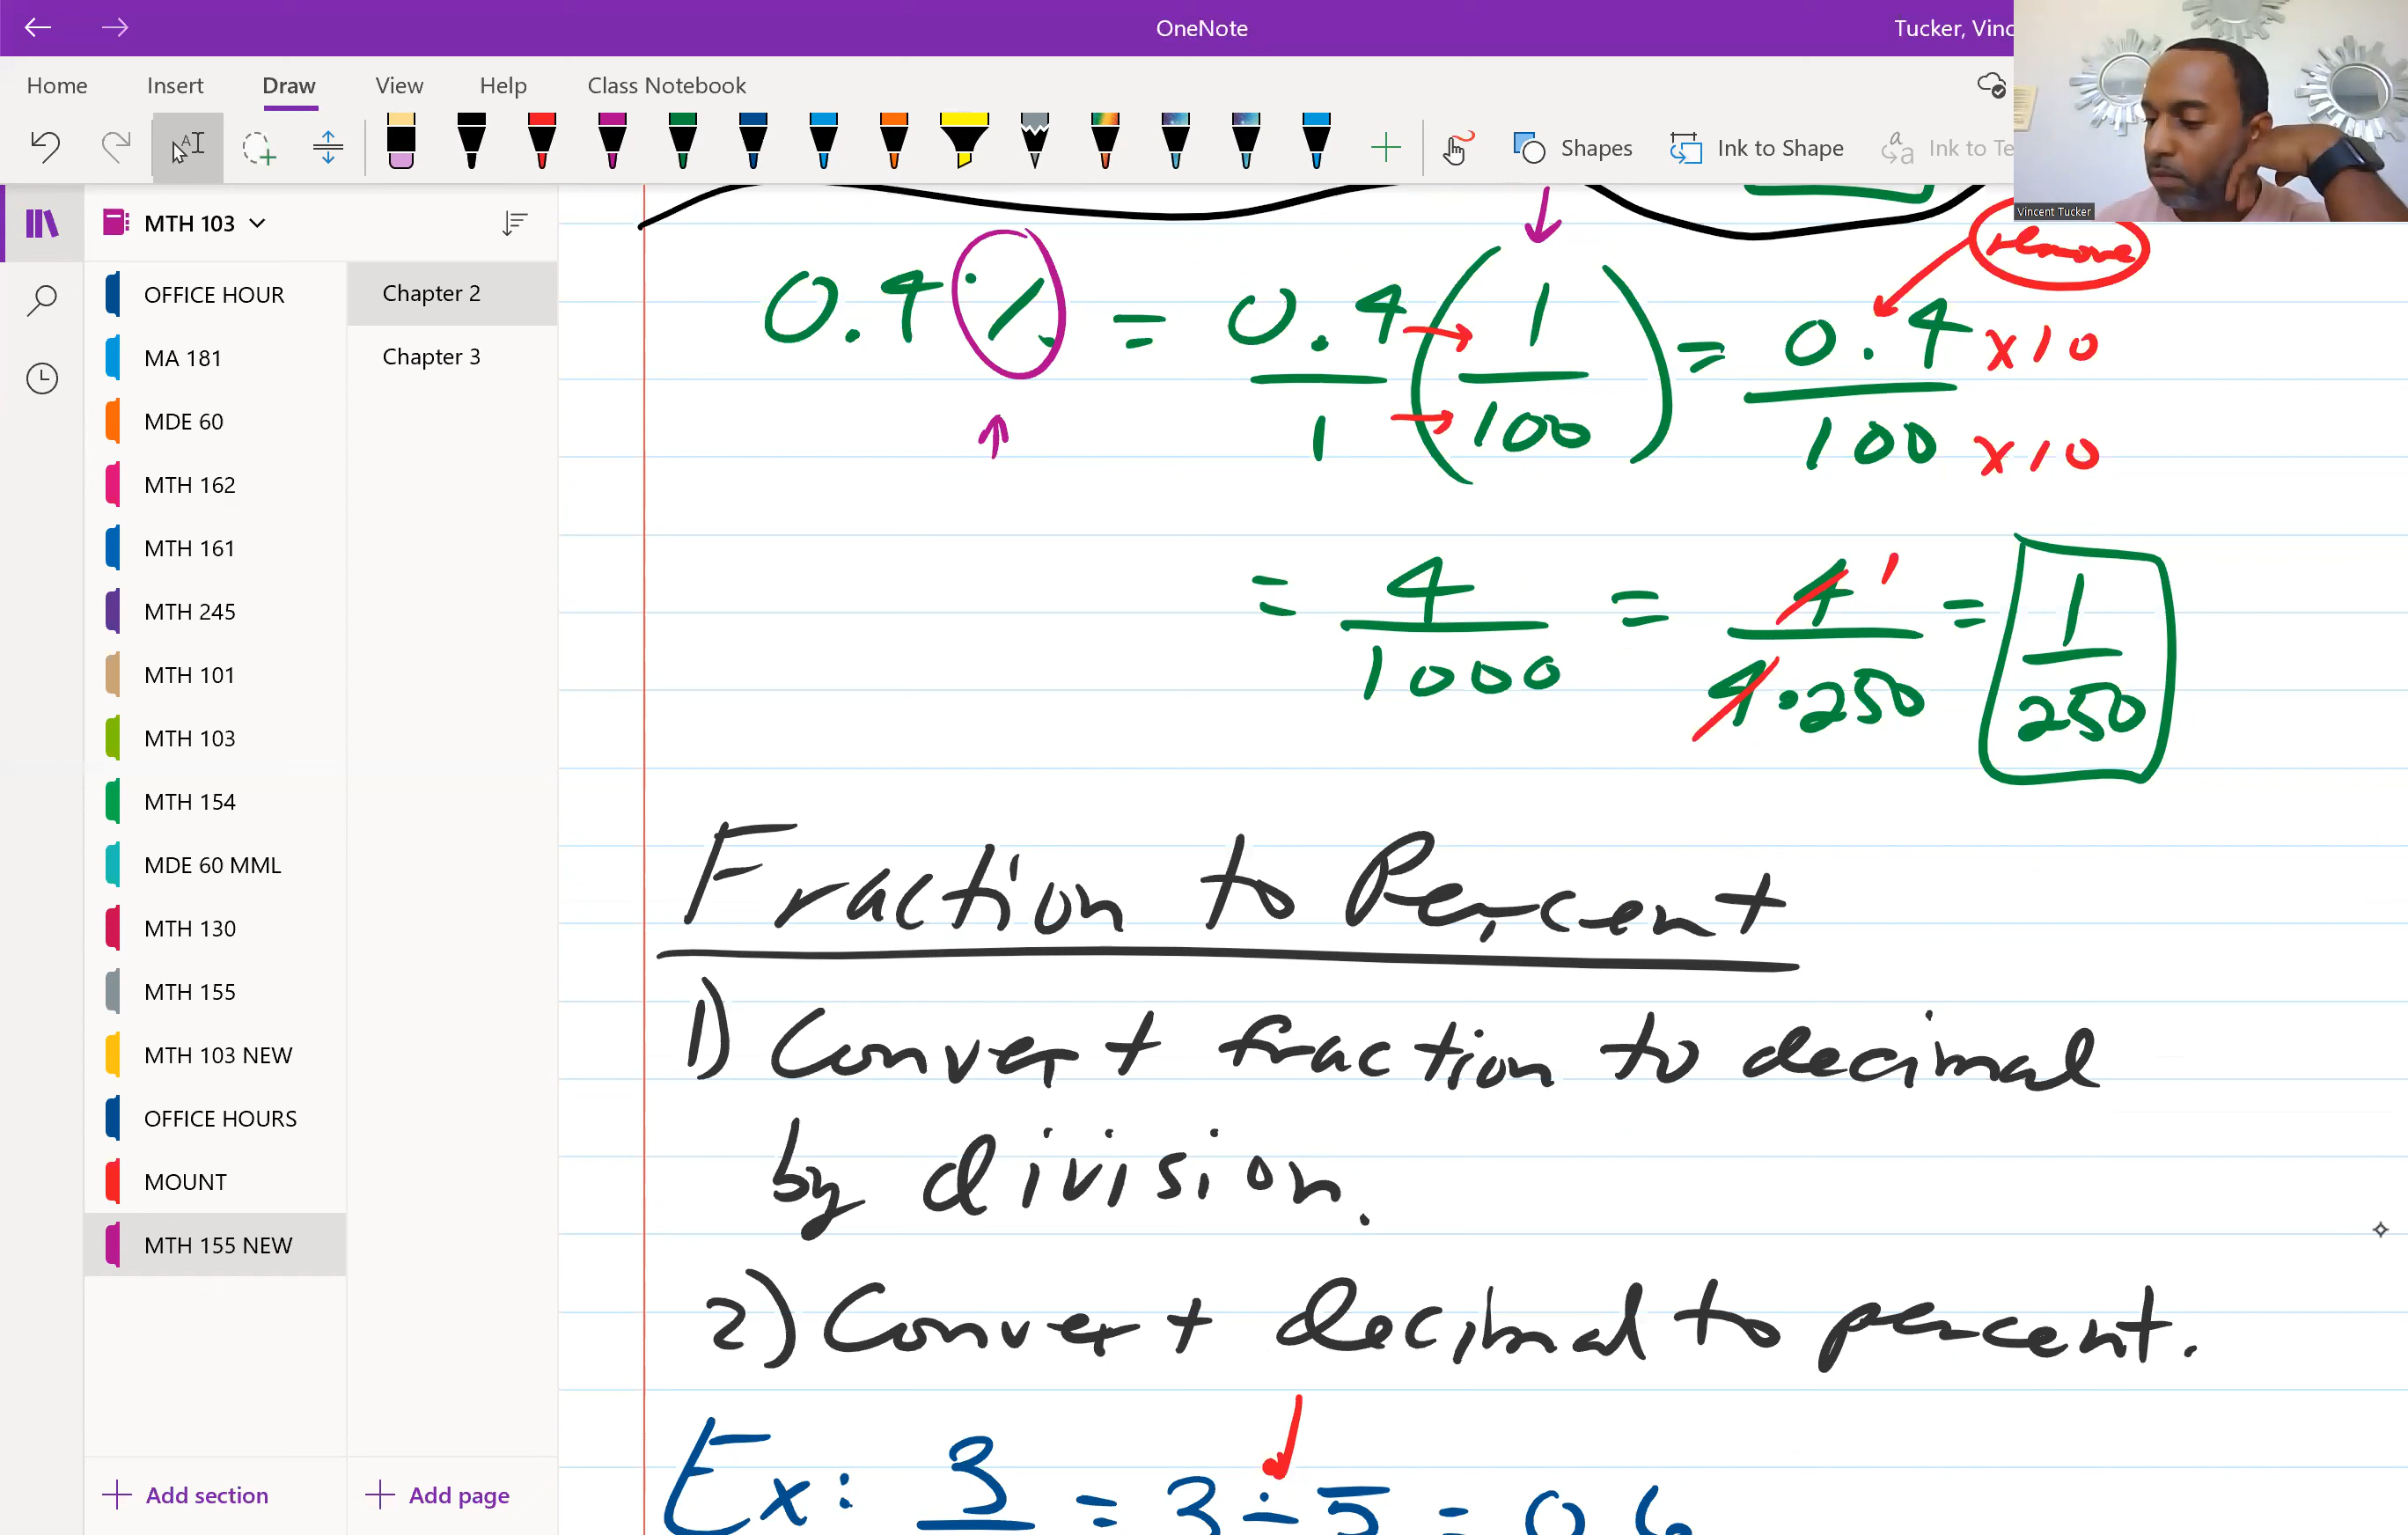 OneNote
Tucker, Vinc
Home Insert Draw View Help Class Notebook
Shapes Ink to Shape Ink to Te
Vincent Tucker
MTH 103
OFFICE HOUR
MA 181
MDE 60
MTH 162
MTH 161
MTH 245
MTH 101
MTH 103
MTH 154
MDE 60 MML
MTH 130
MTH 155
MTH 103 NEW
OFFICE HOURS
MOUNT
MTH 155 NEW
Add section
Chapter 2
Chapter 3
Add page
remove
0.4% = 0.4/1 (1/100) = 0.4 x10 / 100 x10
= 4/1000 = 4 1 / 4·250 = 1/250
Fraction to Percent
1) Convert fraction to decimal
by division.
2) Convert decimal to percent.
Ex: 3 = 3 ÷ 5 = 0.6